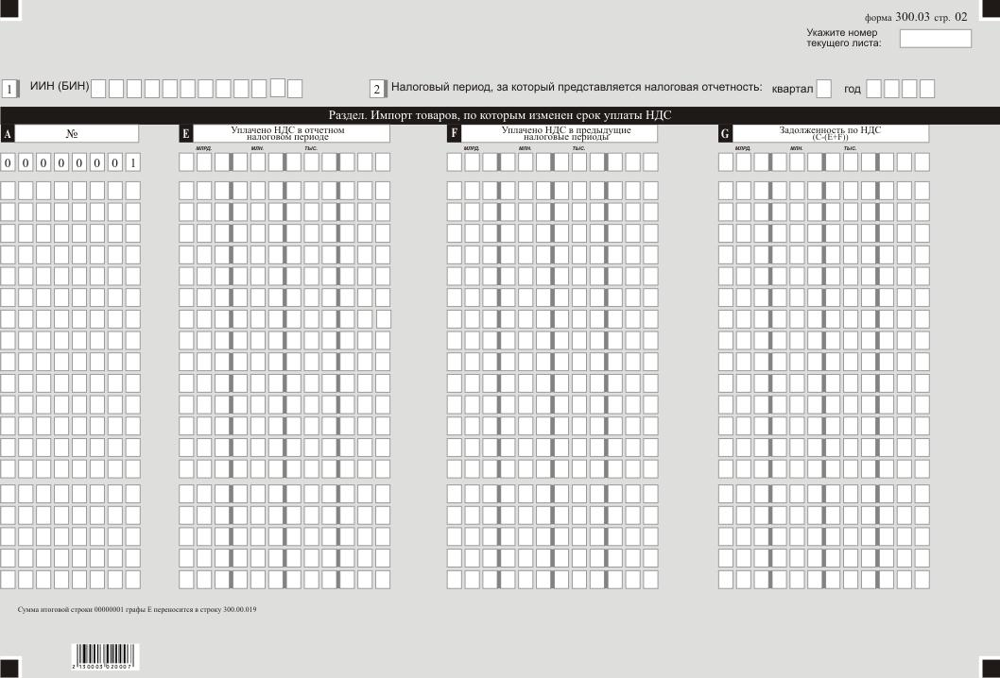 форма 300.03 стр. 02
Укажите номер
текущего листа:
1 ИИН (БИН) 2 Налоговый период, за который представляется налоговая отчетность: квартал год
Раздел. Импорт товаров, по которым изменен срок уплаты НДС
A № E Уплачено НДС в отчетном F Уплачено НДС в предыдущие G Задолженность по НДС
налоговом периоде налоговые периоды (C-(E+F))
МЛРД. МЛН. ТЫС. МЛРД. МЛН. ТЫС. МЛРД. МЛН. ТЫС.
0 0 0 0 0 0 0 1
Сумма итоговой строки 00000001 графы E переносится в строку 300.00.019
2 130003 020007